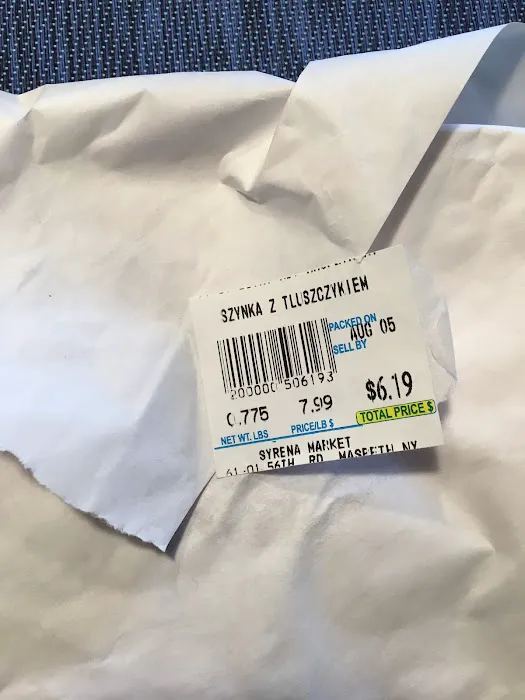 SZYNKA Z TLUSZCZYKIEM
PACKED ON
AUG 05
SELL BY
200000 506193
0.775 7.99 $6.19
NET WT. LBS PRICE/LB $ TOTAL PRICE $
SYRENA MARKET
61-01 56TH RD MASPETH NY